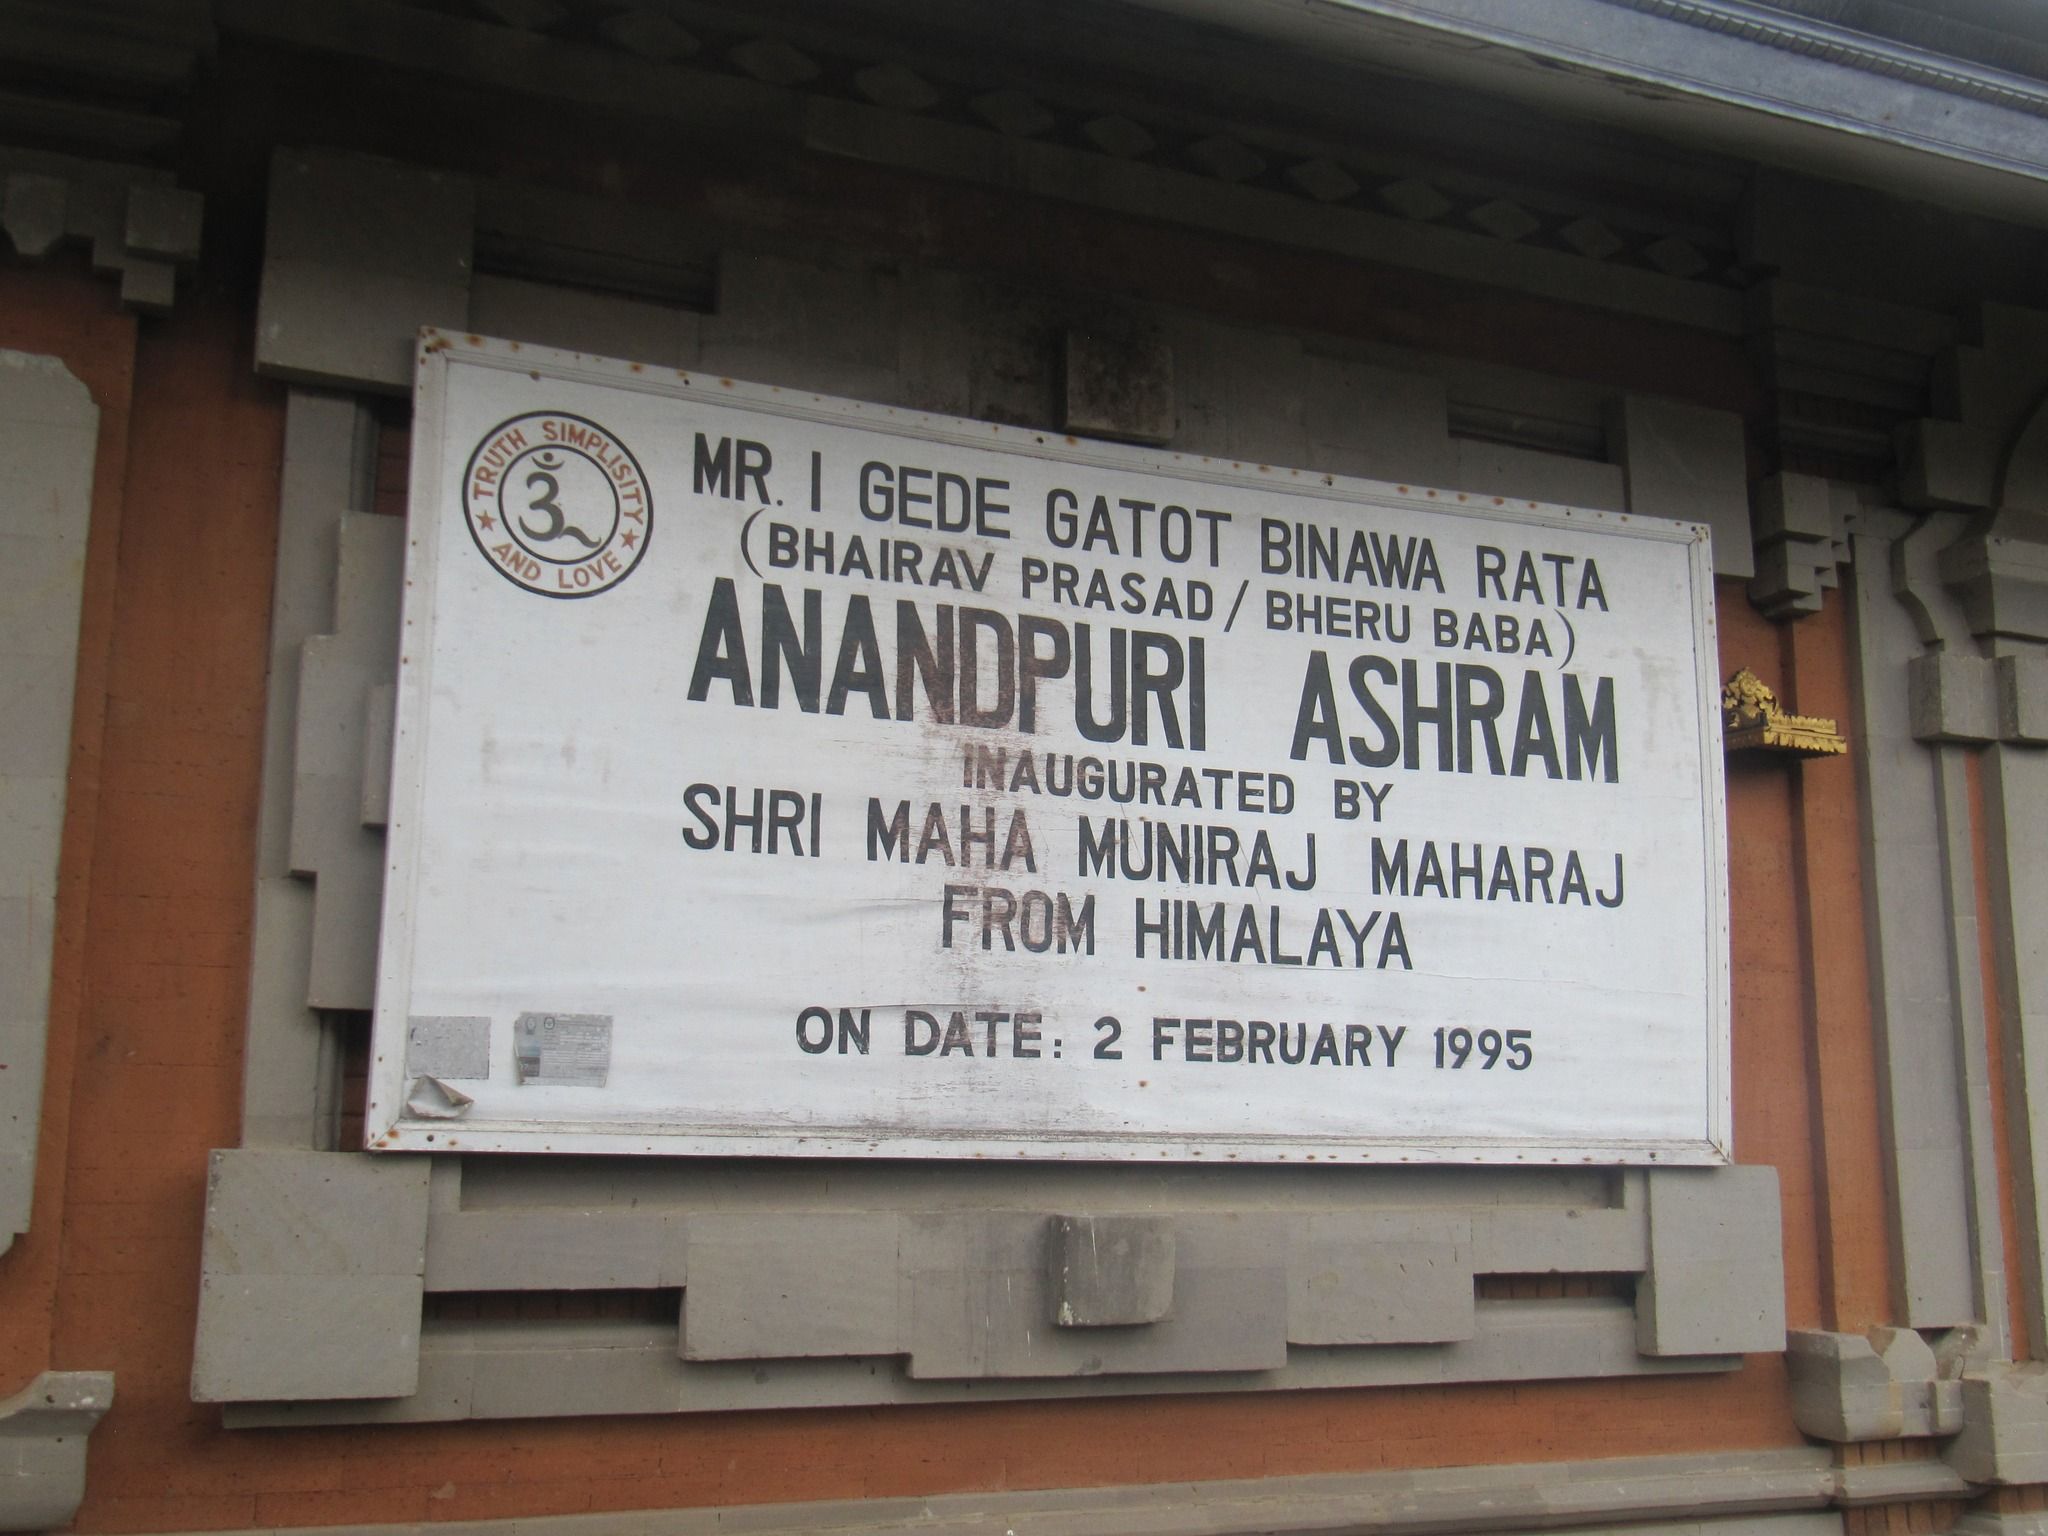 TRUTH SIMPLISITY
AND LOVE
ॐ
MR. I GEDE GATOT BINAWA RATA
(BHAIRAV PRASAD / BHERU BABA)
ANANDPURI ASHRAM
INAUGURATED BY
SHRI MAHA MUNIRAJ MAHARAJ
FROM HIMALAYA
ON DATE: 2 FEBRUARY 1995